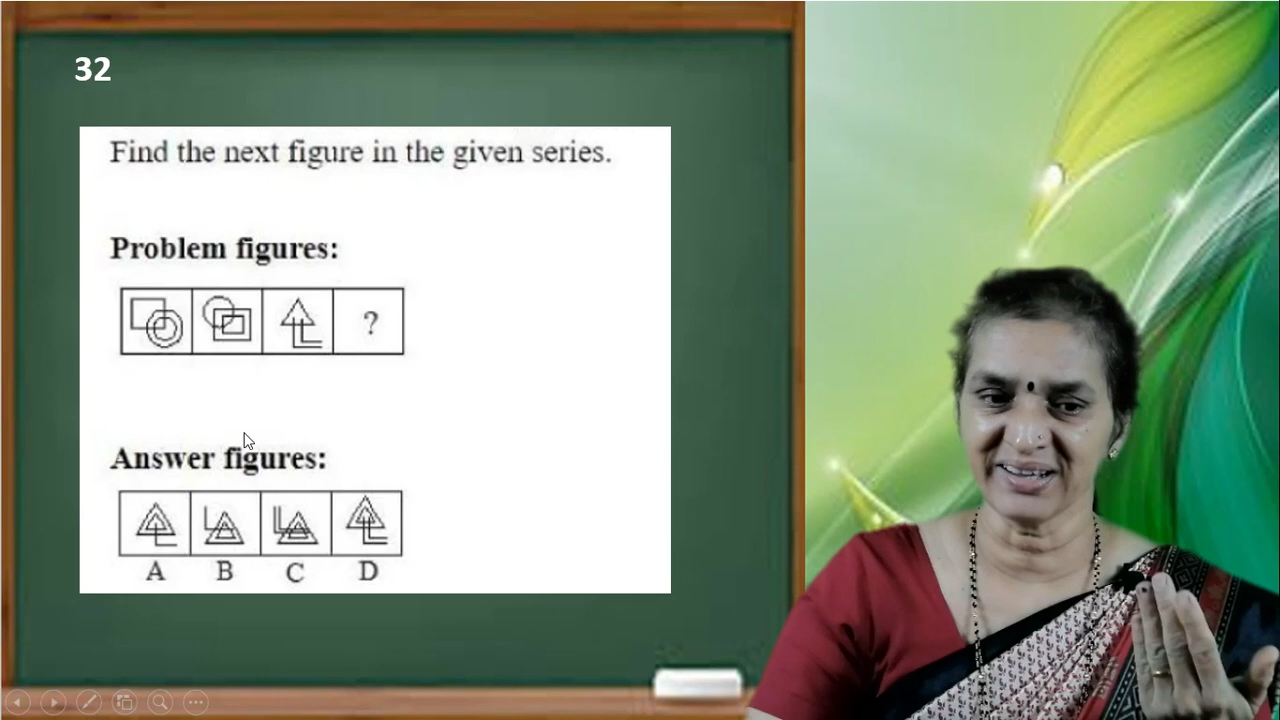 32
Find the next figure in the given series.
Problem figures:
?
Answer figures:
A B C D